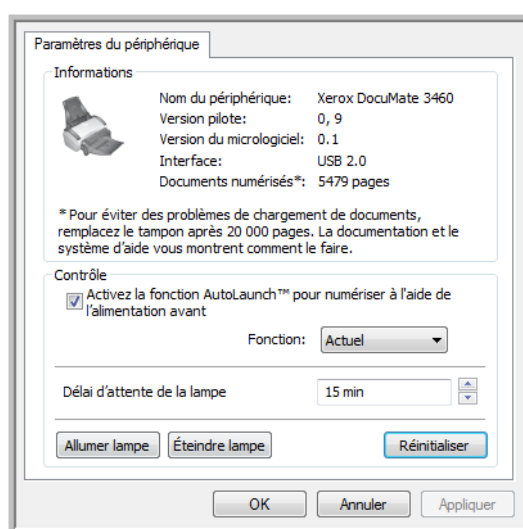 Paramètres du périphérique
Informations
Nom du périphérique: Xerox DocuMate 3460
Version pilote: 0, 9
Version du micrologiciel: 0.1
Interface: USB 2.0
Documents numérisés*: 5479 pages
* Pour éviter des problèmes de chargement de documents,
remplacez le tampon après 20 000 pages. La documentation et le
système d'aide vous montrent comment le faire.
Contrôle
Activez la fonction AutoLaunch™ pour numériser à l'aide de
l'alimentation avant
Fonction: Actuel
Délai d'attente de la lampe 15 min
Allumer lampe Éteindre lampe Réinitialiser
OK Annuler Appliquer